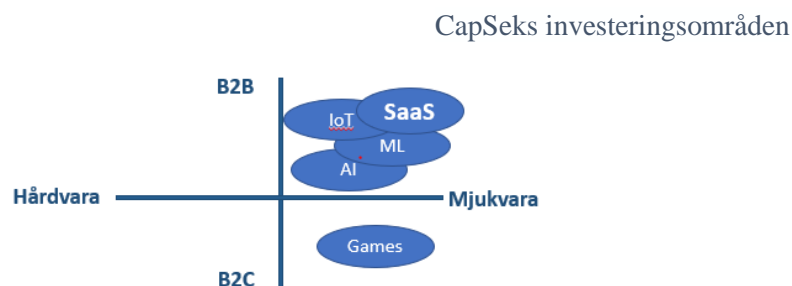 CapSeks investeringsområden
B2B
SaaS
IoT
ML
AI
Hårdvara
Mjukvara
Games
B2C